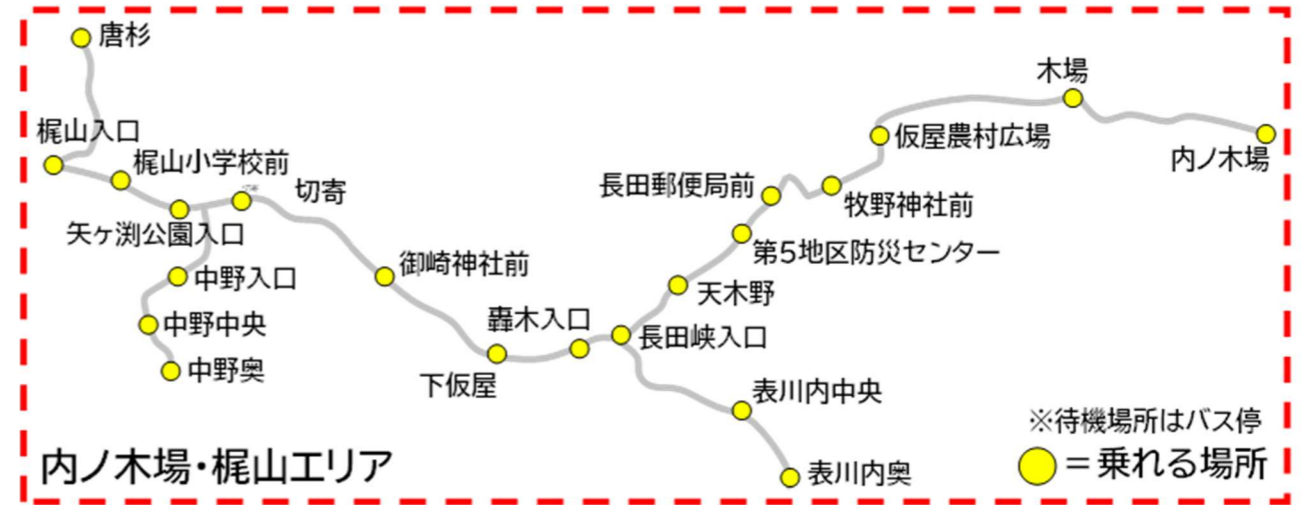 唐杉
木場
梶山入口
仮屋農村広場
梶山小学校前
内ノ木場
切寄
長田郵便局前
牧野神社前
矢ヶ渕公園入口
第5地区防災センター
御崎神社前
中野入口
天木野
轟木入口
中野中央
長田峡入口
中野奥
下仮屋
表川内中央
※待機場所はバス停
内ノ木場・梶山エリア
=乗れる場所
表川内奥